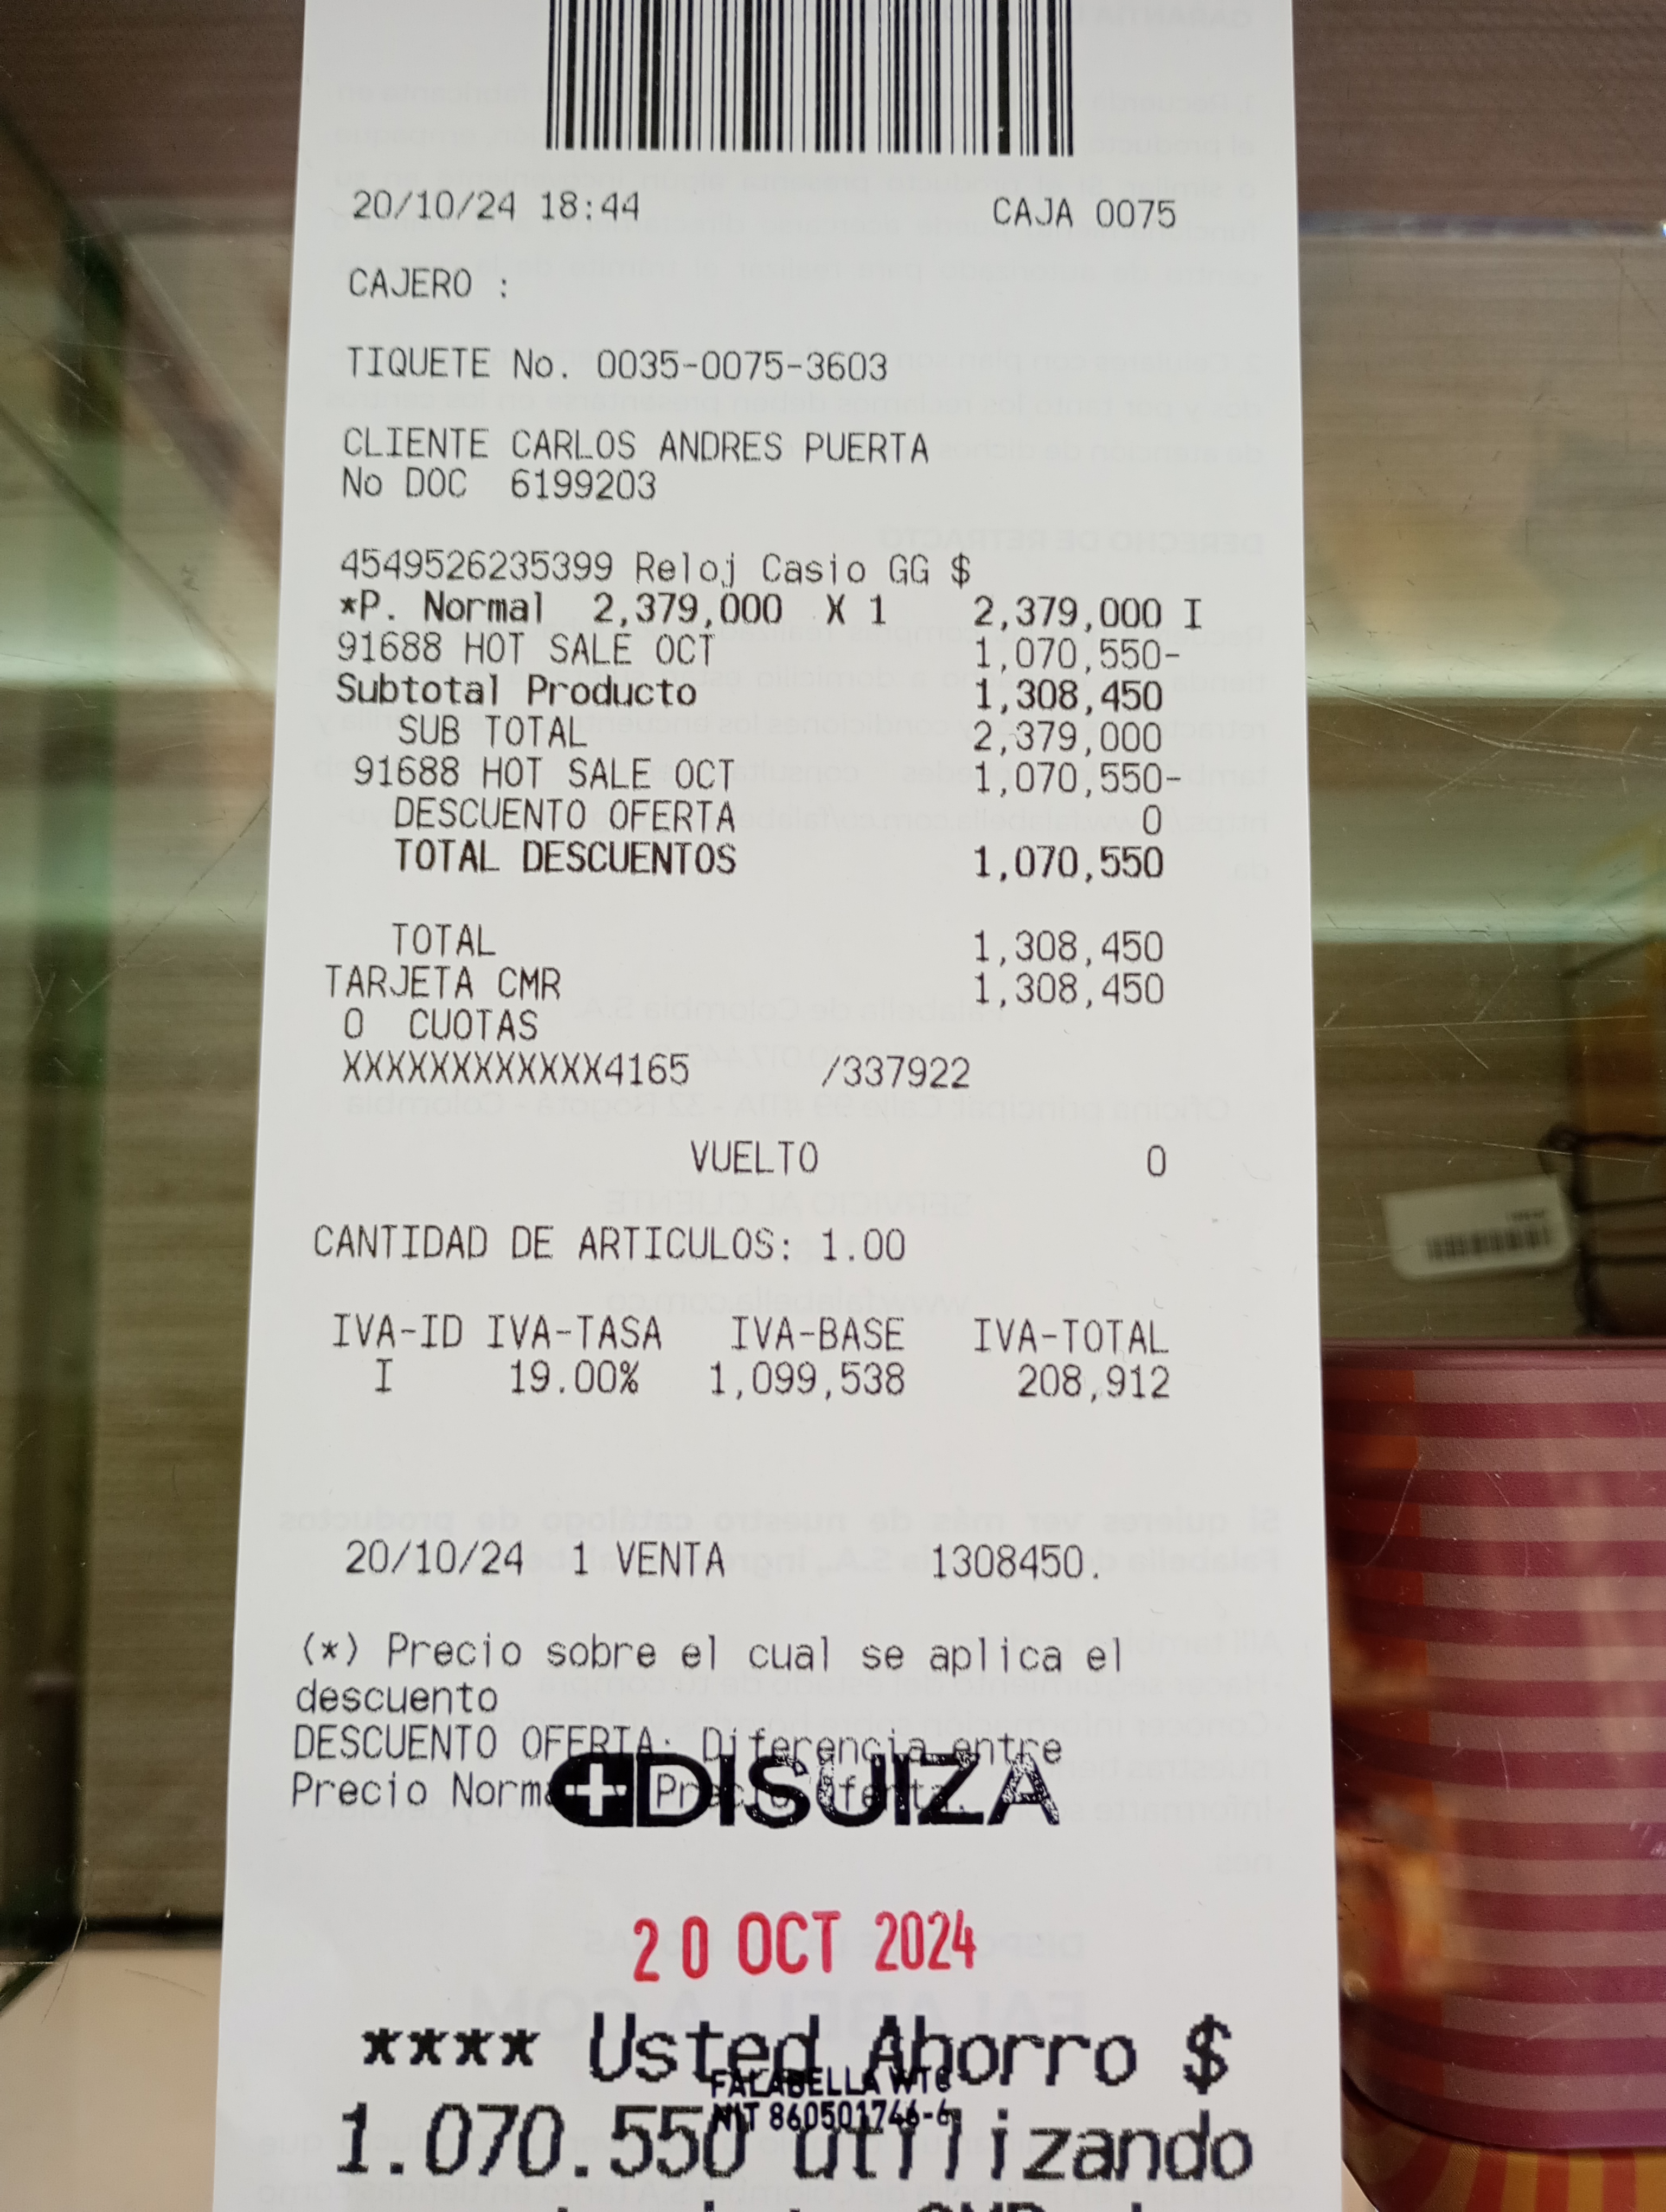 20/10/24 18:44 CAJA 0075
CAJERO :
TIQUETE No. 0035-0075-3603
CLIENTE CARLOS ANDRES PUERTA
No DOC 6199203
4549526235399 Reloj Casio GG $
*P. Normal 2,379,000 X 1 2,379,000 I
91688 HOT SALE OCT 1,070,550-
Subtotal Producto 1,308,450
SUB TOTAL 2,379,000
91688 HOT SALE OCT 1,070,550-
DESCUENTO OFERTA 0
TOTAL DESCUENTOS 1,070,550
TOTAL 1,308,450
TARJETA CMR 1,308,450
0 CUOTAS
XXXXXXXXXXXX4165 /337922
VUELTO 0
CANTIDAD DE ARTICULOS: 1.00
IVA-ID IVA-TASA IVA-BASE IVA-TOTAL
I 19.00% 1,099,538 208,912
20/10/24 1 VENTA 1308450.
(*) Precio sobre el cual se aplica el
descuento
DESCUENTO OFERTA: Diferencia entre
Precio Normal Precio Oferta.
DISUIZA
20 OCT 2024
**** Usted Ahorro $
FALABELLA WTC
NIT 860501746-6
1.070.550 utilizando